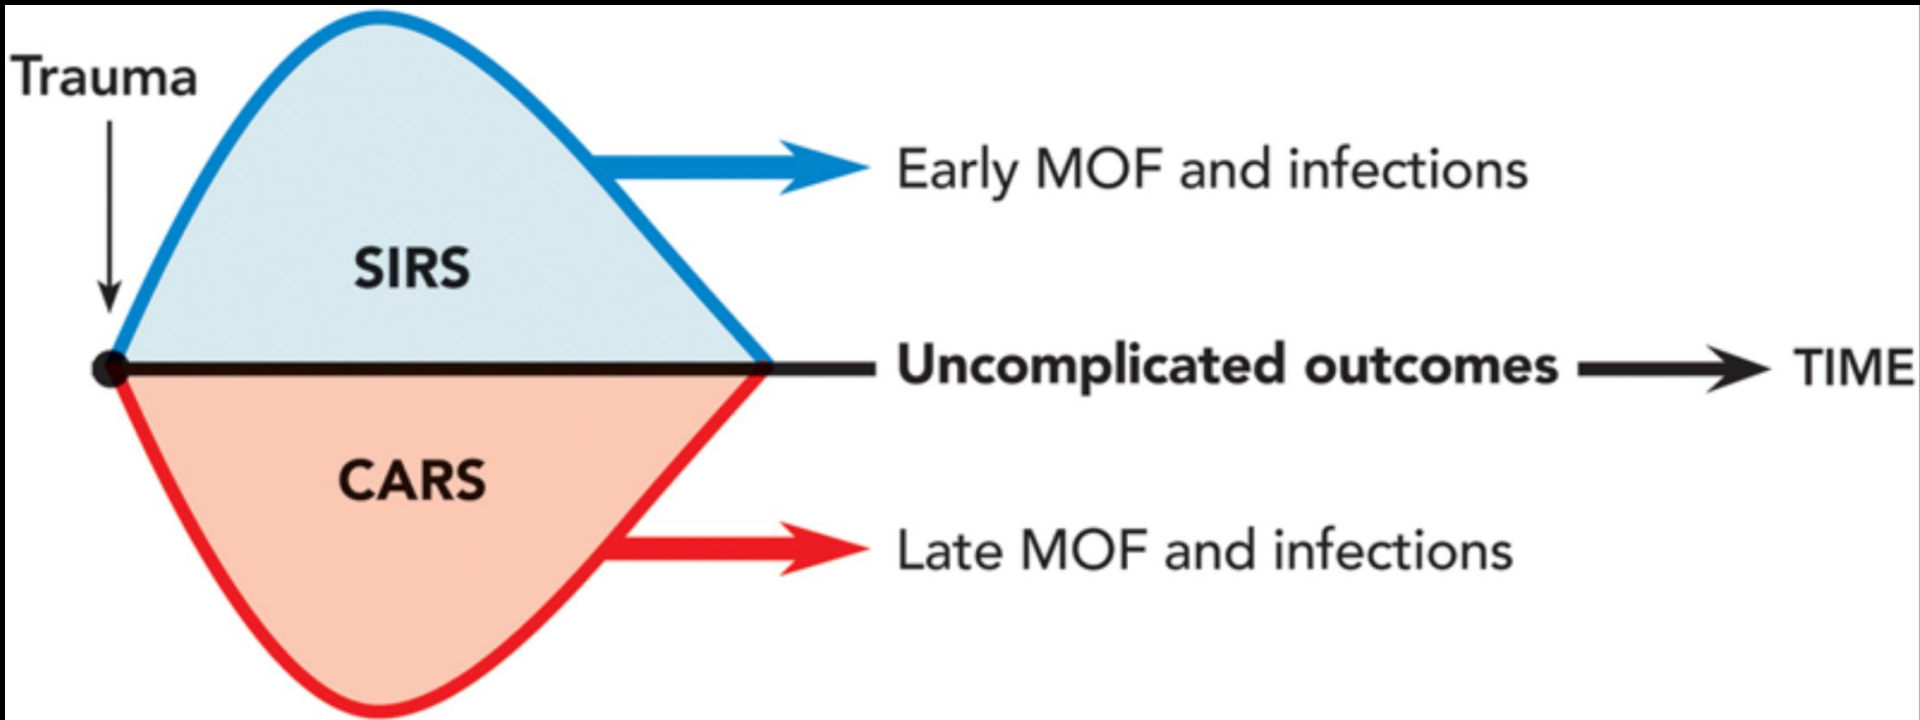 Trauma
Early MOF and infections
SIRS
Uncomplicated outcomes
TIME
CARS
Late MOF and infections